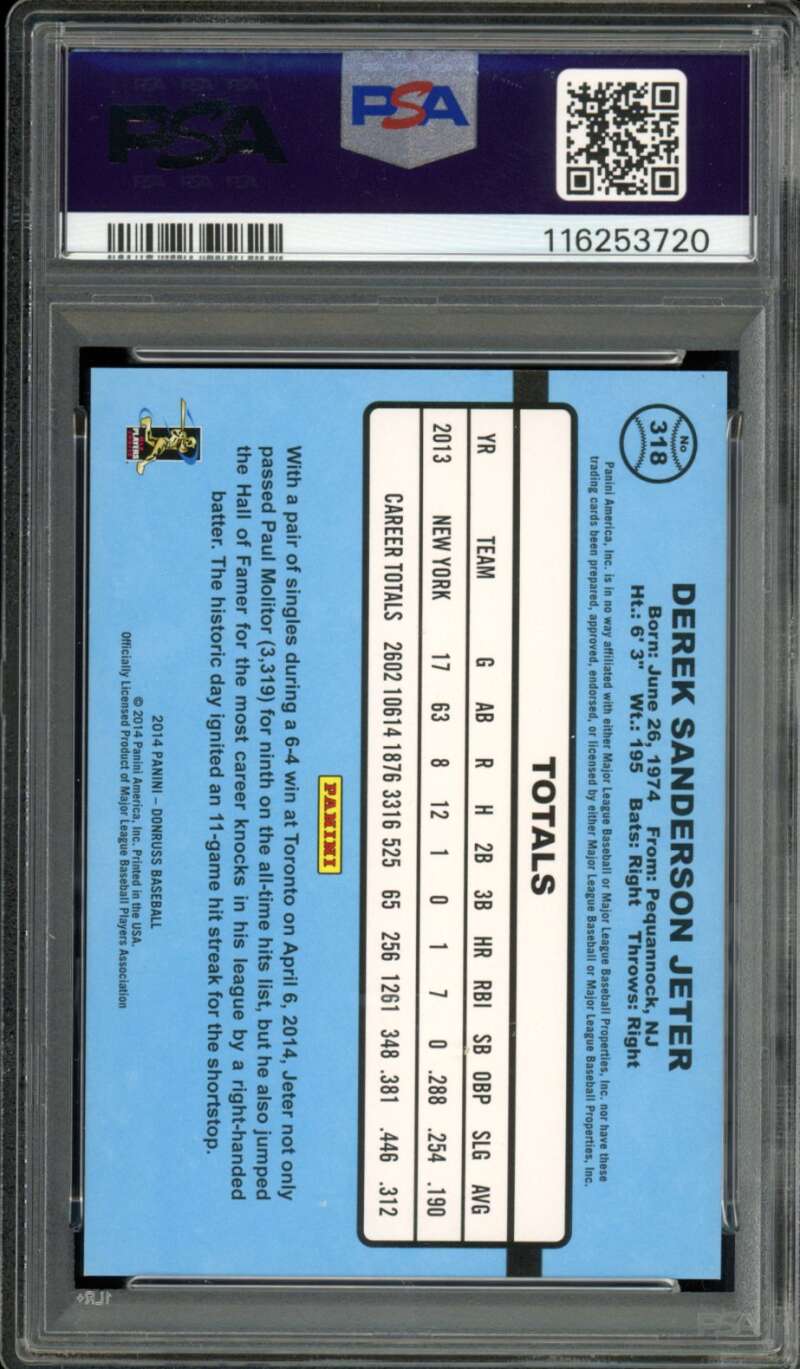 PSA
PSA
116253720
No
318
DEREK SANDERSON JETER
Born: June 26, 1974 From: Pequannock, NJ
Ht.: 6' 3" Wt.: 195 Bats: Right Throws: Right
Panini America, Inc. is in no way affiliated with either Major League Baseball or Major League Baseball Properties, Inc. nor have these
trading cards been prepared, approved, endorsed, or licensed by either Major League Baseball or Major League Baseball Properties, Inc.
TOTALS
YR TEAM G AB R H 2B 3B HR RBI SB OBP SLG AVG
2013 NEW YORK 17 63 8 12 1 0 1 7 0 .288 .254 .190
CAREER TOTALS 2602 10614 1876 3316 525 65 256 1261 348 .381 .446 .312
PANINI
With a pair of singles during a 6-4 win at Toronto on April 6, 2014, Jeter not only
passed Paul Molitor (3,319) for ninth on the all-time hits list, but he also jumped
the Hall of Famer for the most career knocks in his league by a right-handed
batter. The historic day ignited an 11-game hit streak for the shortstop.
PLAYERS
2014 PANINI – DONRUSS BASEBALL
© 2014 Panini America, Inc. Printed in the USA.
Officially Licensed Product of Major League Baseball Players Association
PSA